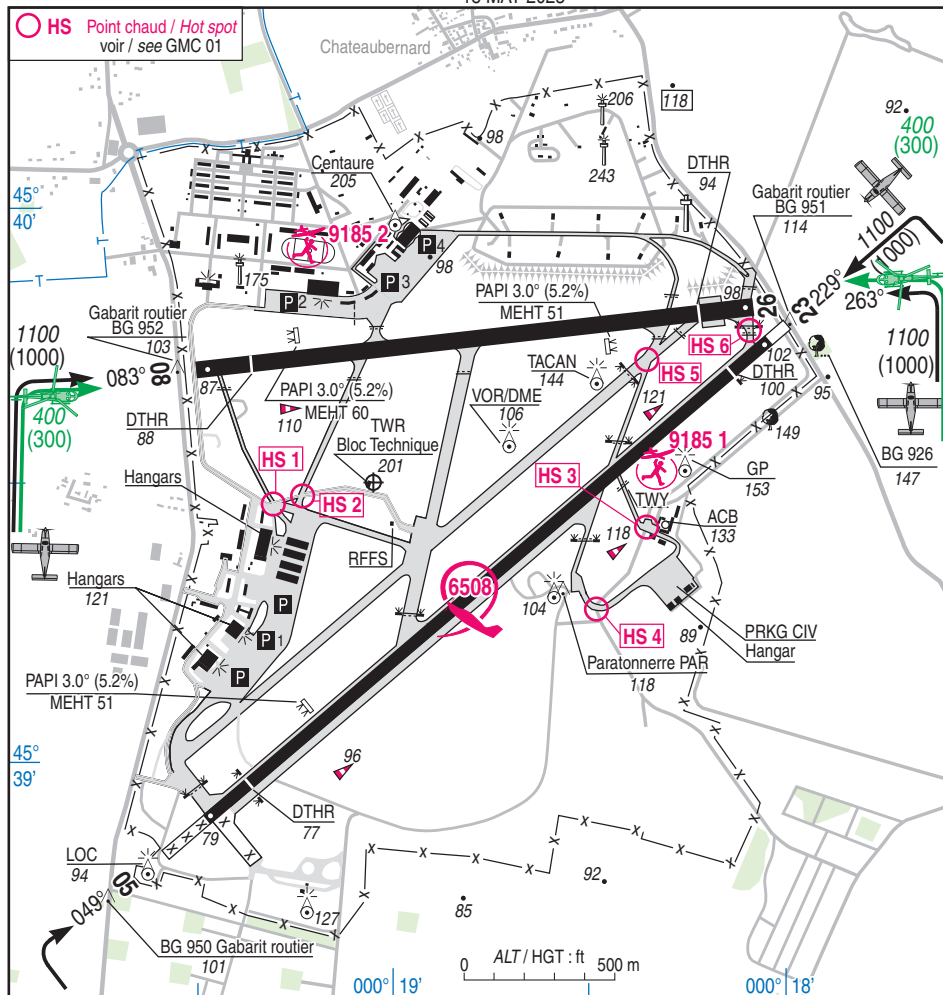 HS Point chaud / Hot spot
voir / see GMC 01
Chateaubernard
206
118
92
400
(300)
98
Centaure
205
243
DTHR
94
Gabarit routier
BG 951
114
45°
40'
9185 2
P 4
98
1100
(1000)
175
P 3
P 2
PAPI 3.0° (5.2%)
MEHT 51
98
26
23
229°
263°
Gabarit routier
BG 952
103
1100
(1000)
083°
08
87
400
(300)
HS 6
102
DTHR
100
1100
(1000)
TACAN
144
HS 5
PAPI 3.0° (5.2%)
MEHT 60
110
DTHR
88
121
95
VOR/DME
106
TWR
Bloc Technique
201
149
9185 1
BG 926
147
GP
153
HS 1
HS 2
HS 3
Hangars
TWY
ACB
133
118
RFFS
Hangars
121
6508
104
P
P 1
HS 4
89
PRKG CIV
Hangar
P
Paratonnerre PAR
118
PAPI 3.0° (5.2%)
MEHT 51
45°
39'
96
DTHR
77
79
LOC
94
05
049°
127
92
85
BG 950 Gabarit routier
101
ALT / HGT : ft
0 500 m
000° 19'
000° 18'